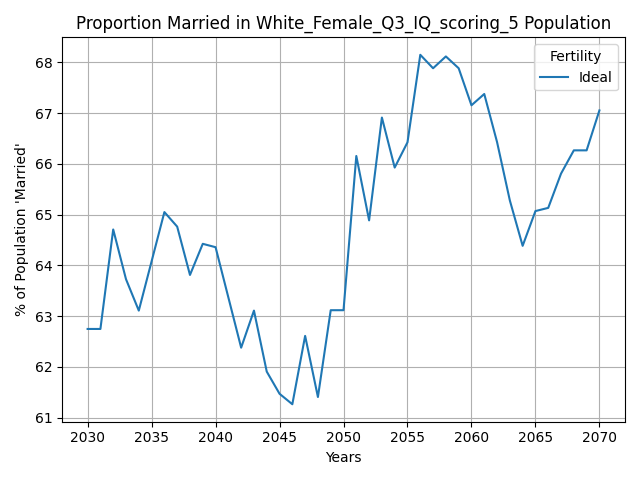 Proportion Married in White_Female_Q3_IQ_scoring_5 Population
Fertility
Ideal
% of Population 'Married'
68
67
66
65
64
63
62
61
2030 2035 2040 2045 2050 2055 2060 2065 2070
Years